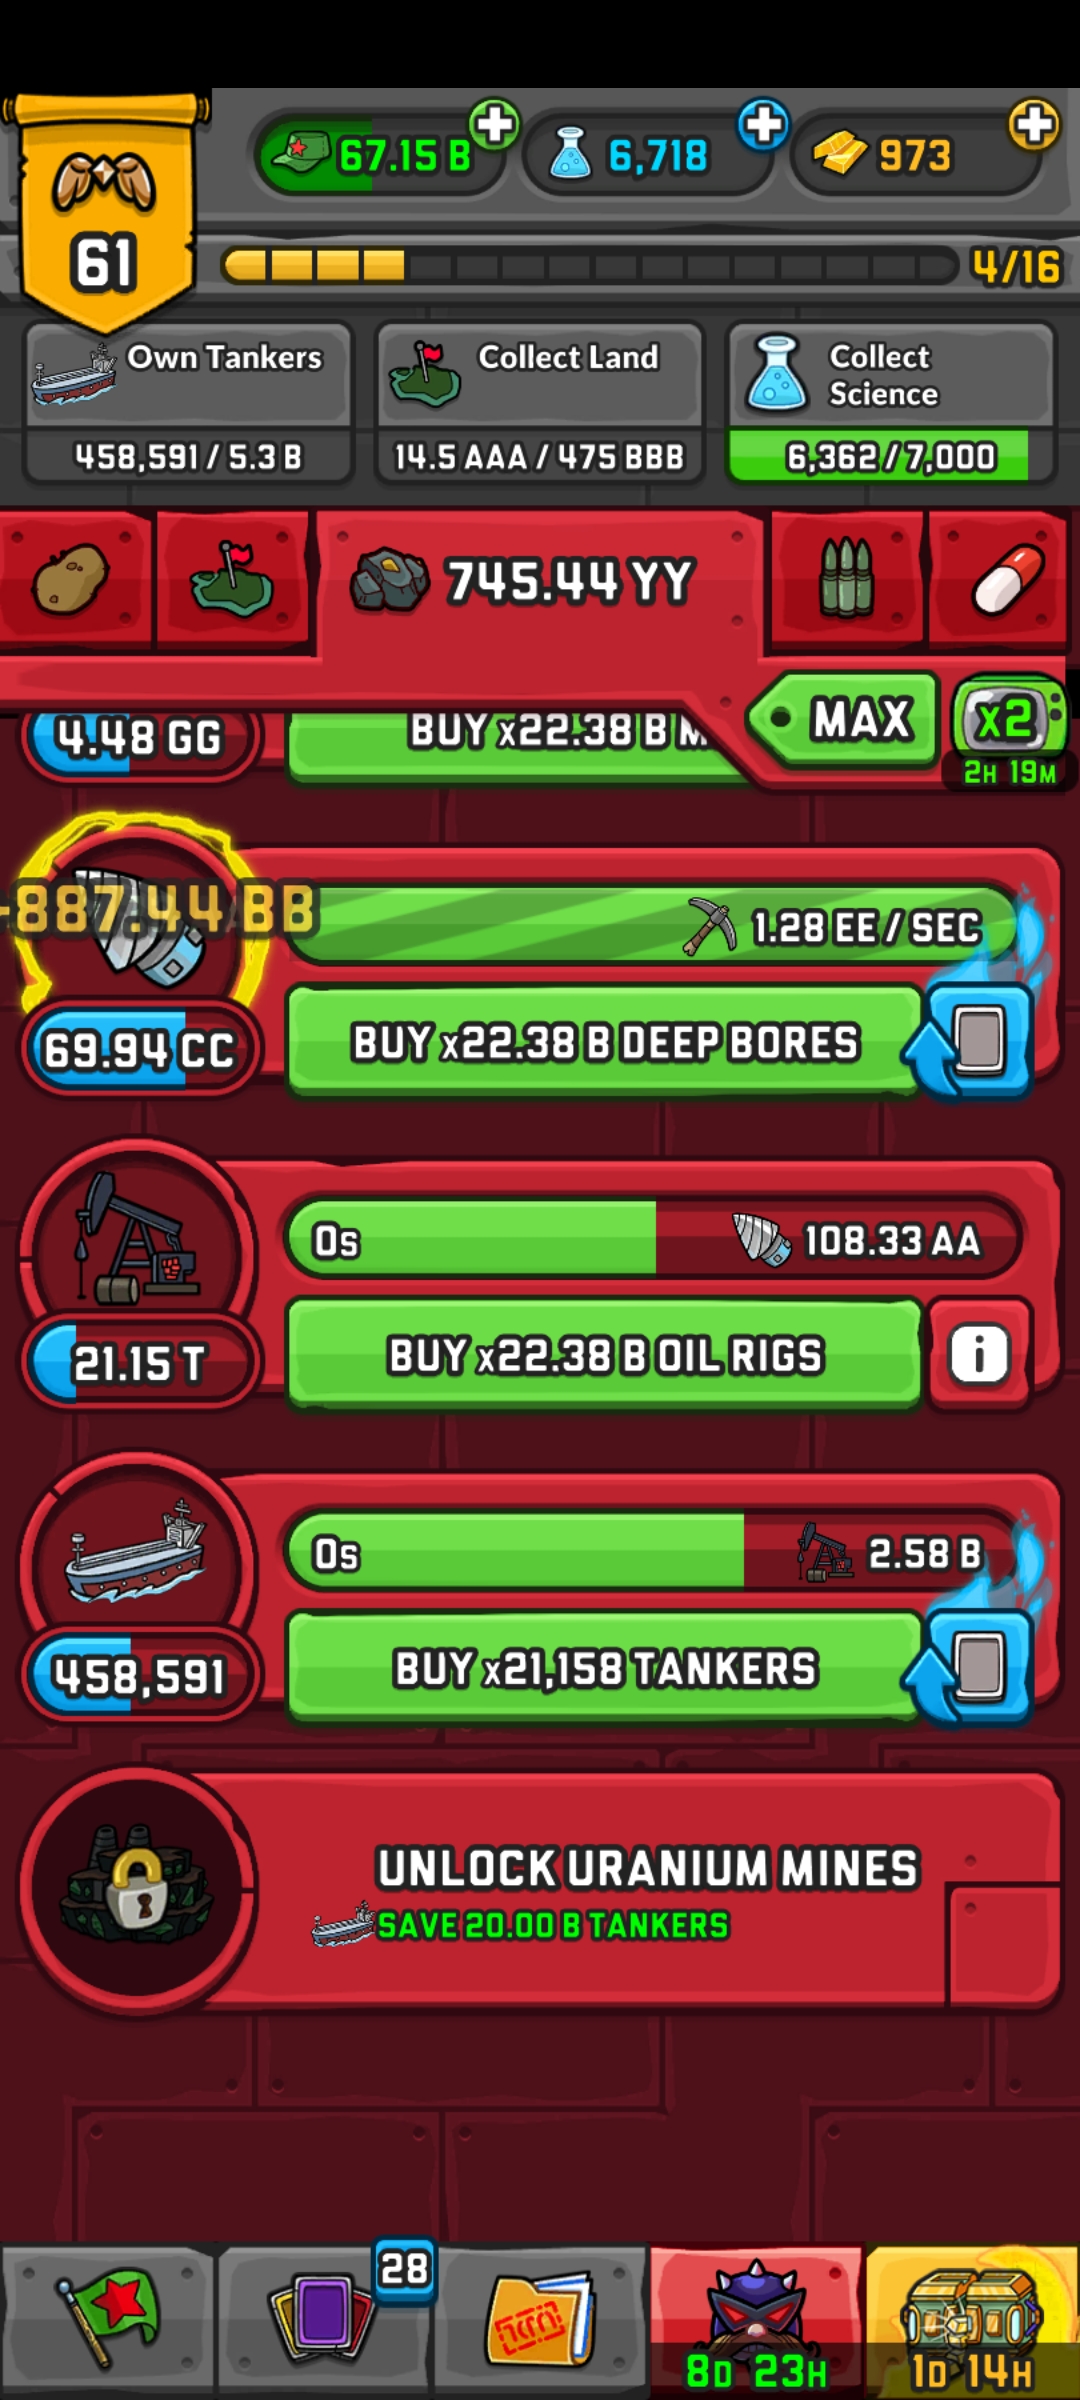 67.15 B
6,718
973
61
4/16
Own Tankers
Collect Land
Collect
Science
458,591 / 5.3 B
14.5 AAA / 475 BBB
6,362 / 7,000
745.44 YY
MAX
x2
2H 19M
4.48 GG
BUY x22.38 B M
-887.44 BB
1.28 EE / SEC
69.94 CC
BUY x22.38 B DEEP BORES
0s
108.33 AA
21.15 T
BUY x22.38 B OIL RIGS
i
0s
2.58 B
458,591
BUY x21,158 TANKERS
UNLOCK URANIUM MINES
SAVE 20.00 B TANKERS
28
8D 23H
1D 14H